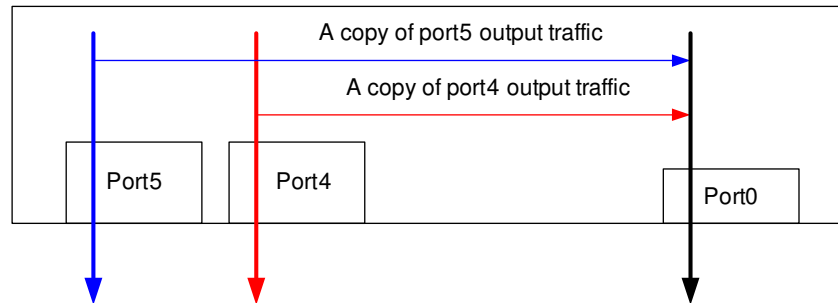 A copy of port5 output traffic
A copy of port4 output traffic
Port5
Port4
Port0